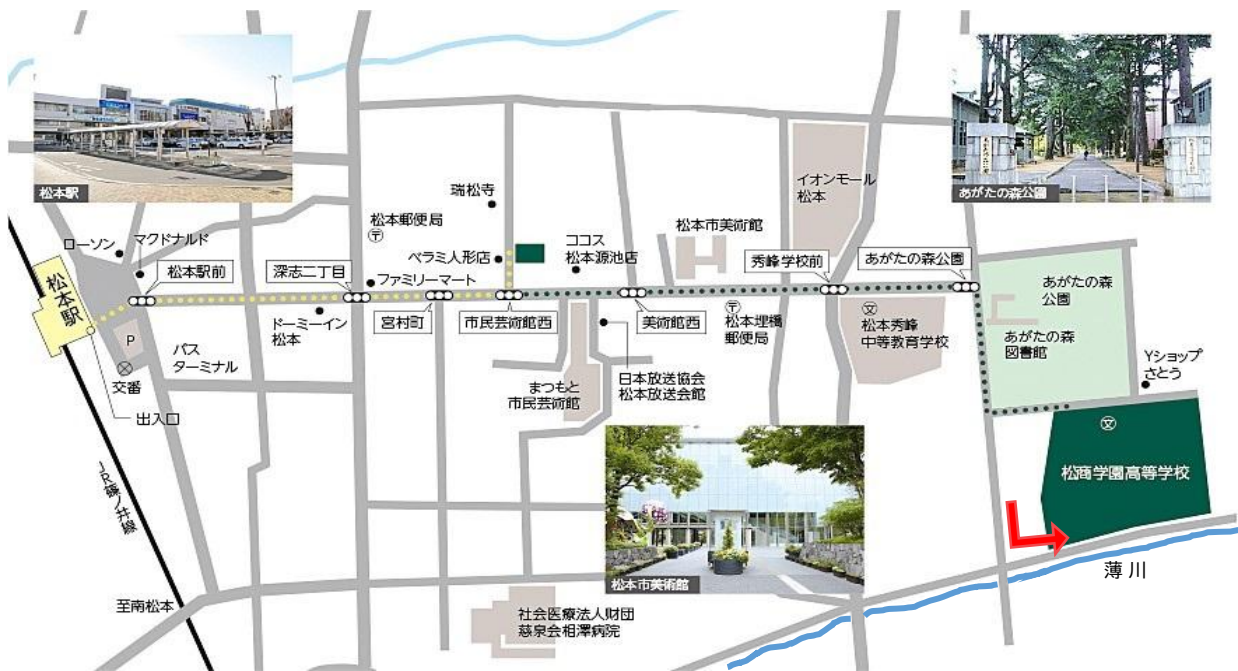 松本駅
あがたの森公園
瑞松寺
イオンモール
松本
松本郵便局
〒
松本市美術館
ココス
松本源池店
ローソン
マクドナルド
ベラミ人形店
松本駅前
深志二丁目
ファミリーマート
秀峰学校前
あがたの森公園
松本駅
宮村町
市民芸術館西
美術館西
〒
松本埋橋
郵便局
文
松本秀峰
中等教育学校
あがたの森
公園
あがたの森
図書館
ドーミーイン
松本
P
バス
ターミナル
交番
出入口
まつもと
市民芸術館
日本放送協会
松本放送会館
Yショップ
さとう
文
松商学園高等学校
JR篠ノ井線
松本市美術館
薄川
至南松本
社会医療法人財団
慈泉会相澤病院